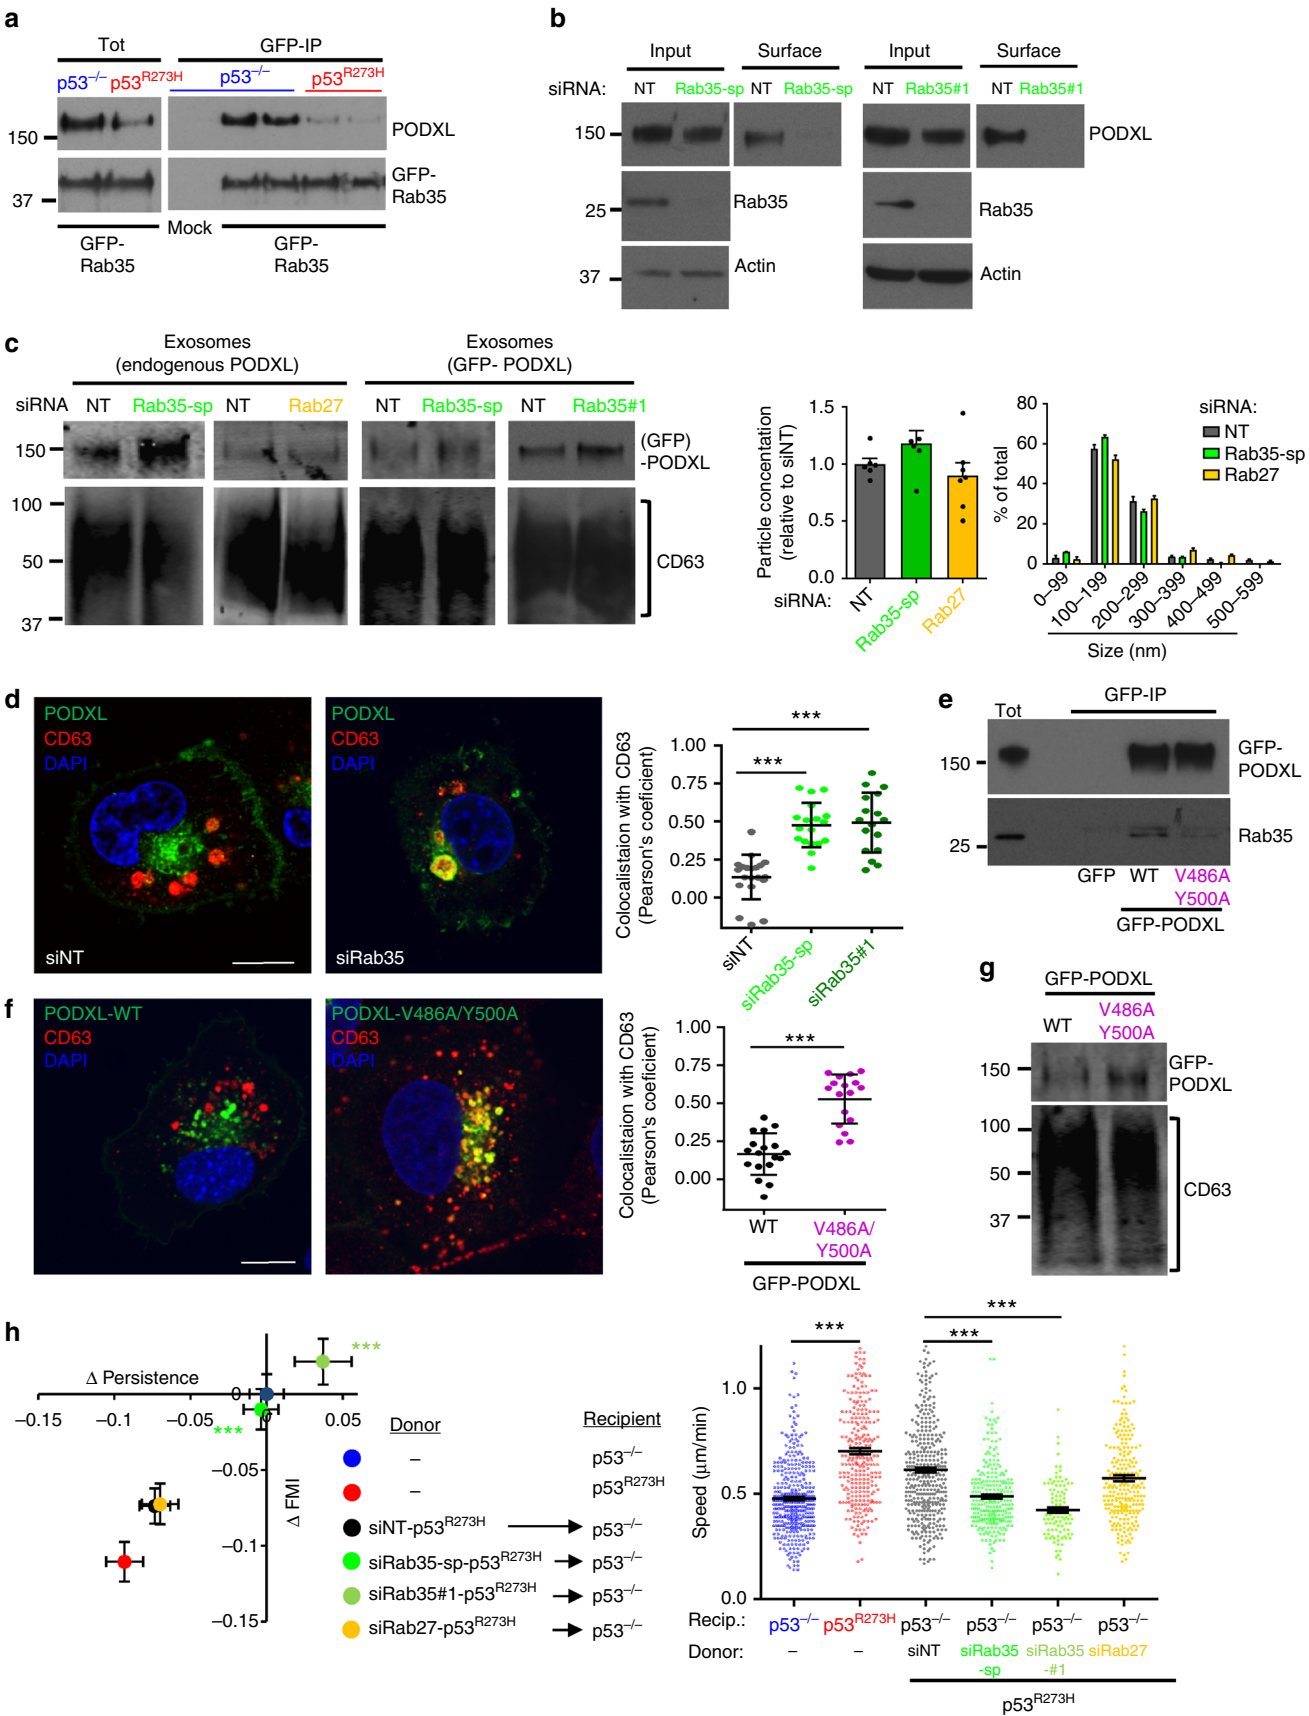 a
Tot
GFP-IP
p53–/– p53R273H
p53–/–
p53R273H
150
PODXL
37
GFP-
Rab35
Mock
GFP-
Rab35
GFP-
Rab35
b
Input
Surface
Input
Surface
siRNA:
NT
Rab35-sp
NT
Rab35-sp
NT
Rab35#1
NT
Rab35#1
150
PODXL
25
Rab35
Rab35
37
Actin
Actin
c
Exosomes
(endogenous PODXL)
Exosomes
(GFP- PODXL)
siRNA
NT
Rab35-sp
NT
Rab27
NT
Rab35-sp
NT
Rab35#1
150
(GFP)
-PODXL
100
50
37
CD63
Particle concentation
(relative to siNT)
1.5
1.0
0.5
0.0
siRNA:
NT
Rab35-sp
Rab27
% of total
80
60
40
20
0
siRNA:
NT
Rab35-sp
Rab27
0–99
100–199
200–299
300–399
400–499
500–599
Size (nm)
d
PODXL
CD63
DAPI
siNT
PODXL
CD63
DAPI
siRab35
Colocalistaion with CD63
(Pearson's coeficient)
1.00
0.75
0.50
0.25
0.00
***
***
siNT
siRab35-sp
siRab35#1
e
GFP-IP
Tot
150
GFP-
PODXL
25
Rab35
GFP
WT
V486A
Y500A
GFP-PODXL
f
PODXL-WT
CD63
DAPI
PODXL-V486A/Y500A
CD63
DAPI
Colocalistaion with CD63
(Pearson's coeficient)
1.00
0.75
0.50
0.25
0.00
***
WT
V486A/
Y500A
GFP-PODXL
g
GFP-PODXL
WT
V486A
Y500A
150
GFP-
PODXL
100
50
37
CD63
h
Δ Persistence
–0.15
–0.1
–0.05
0
0
0.05
–0.05
–0.1
–0.15
Δ FMI
***
***
Donor
Recipient
–
p53–/–
–
p53R273H
siNT-p53R273H
p53–/–
siRab35-sp-p53R273H
p53–/–
siRab35#1-p53R273H
p53–/–
siRab27-p53R273H
p53–/–
Speed (μm/min)
1.0
0.5
0.0
***
***
***
Recip.:
p53–/–
p53R273H
p53–/–
p53–/–
p53–/–
p53–/–
Donor:
–
–
siNT
siRab35
-sp
siRab35
-#1
siRab27
p53R273H